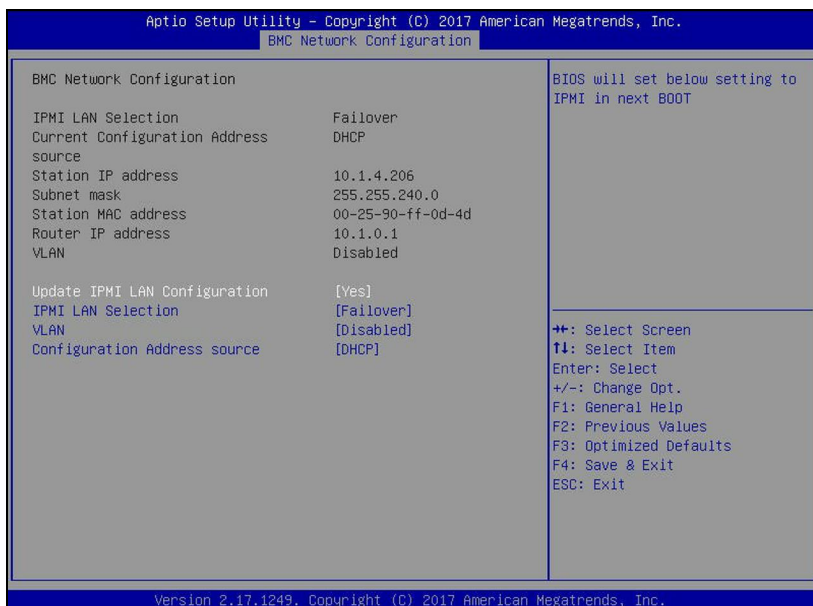 Aptio Setup Utility – Copyright (C) 2017 American Megatrends, Inc.
BMC Network Configuration
BMC Network Configuration
IPMI LAN Selection Failover
Current Configuration Address DHCP
source
Station IP address 10.1.4.206
Subnet mask 255.255.240.0
Station MAC address 00-25-90-ff-0d-4d
Router IP address 10.1.0.1
VLAN Disabled
Update IPMI LAN Configuration [Yes]
IPMI LAN Selection [Failover]
VLAN [Disabled]
Configuration Address source [DHCP]
BIOS will set below setting to
IPMI in next BOOT
→←: Select Screen
↑↓: Select Item
Enter: Select
+/-: Change Opt.
F1: General Help
F2: Previous Values
F3: Optimized Defaults
F4: Save & Exit
ESC: Exit
Version 2.17.1249. Copyright (C) 2017 American Megatrends, Inc.